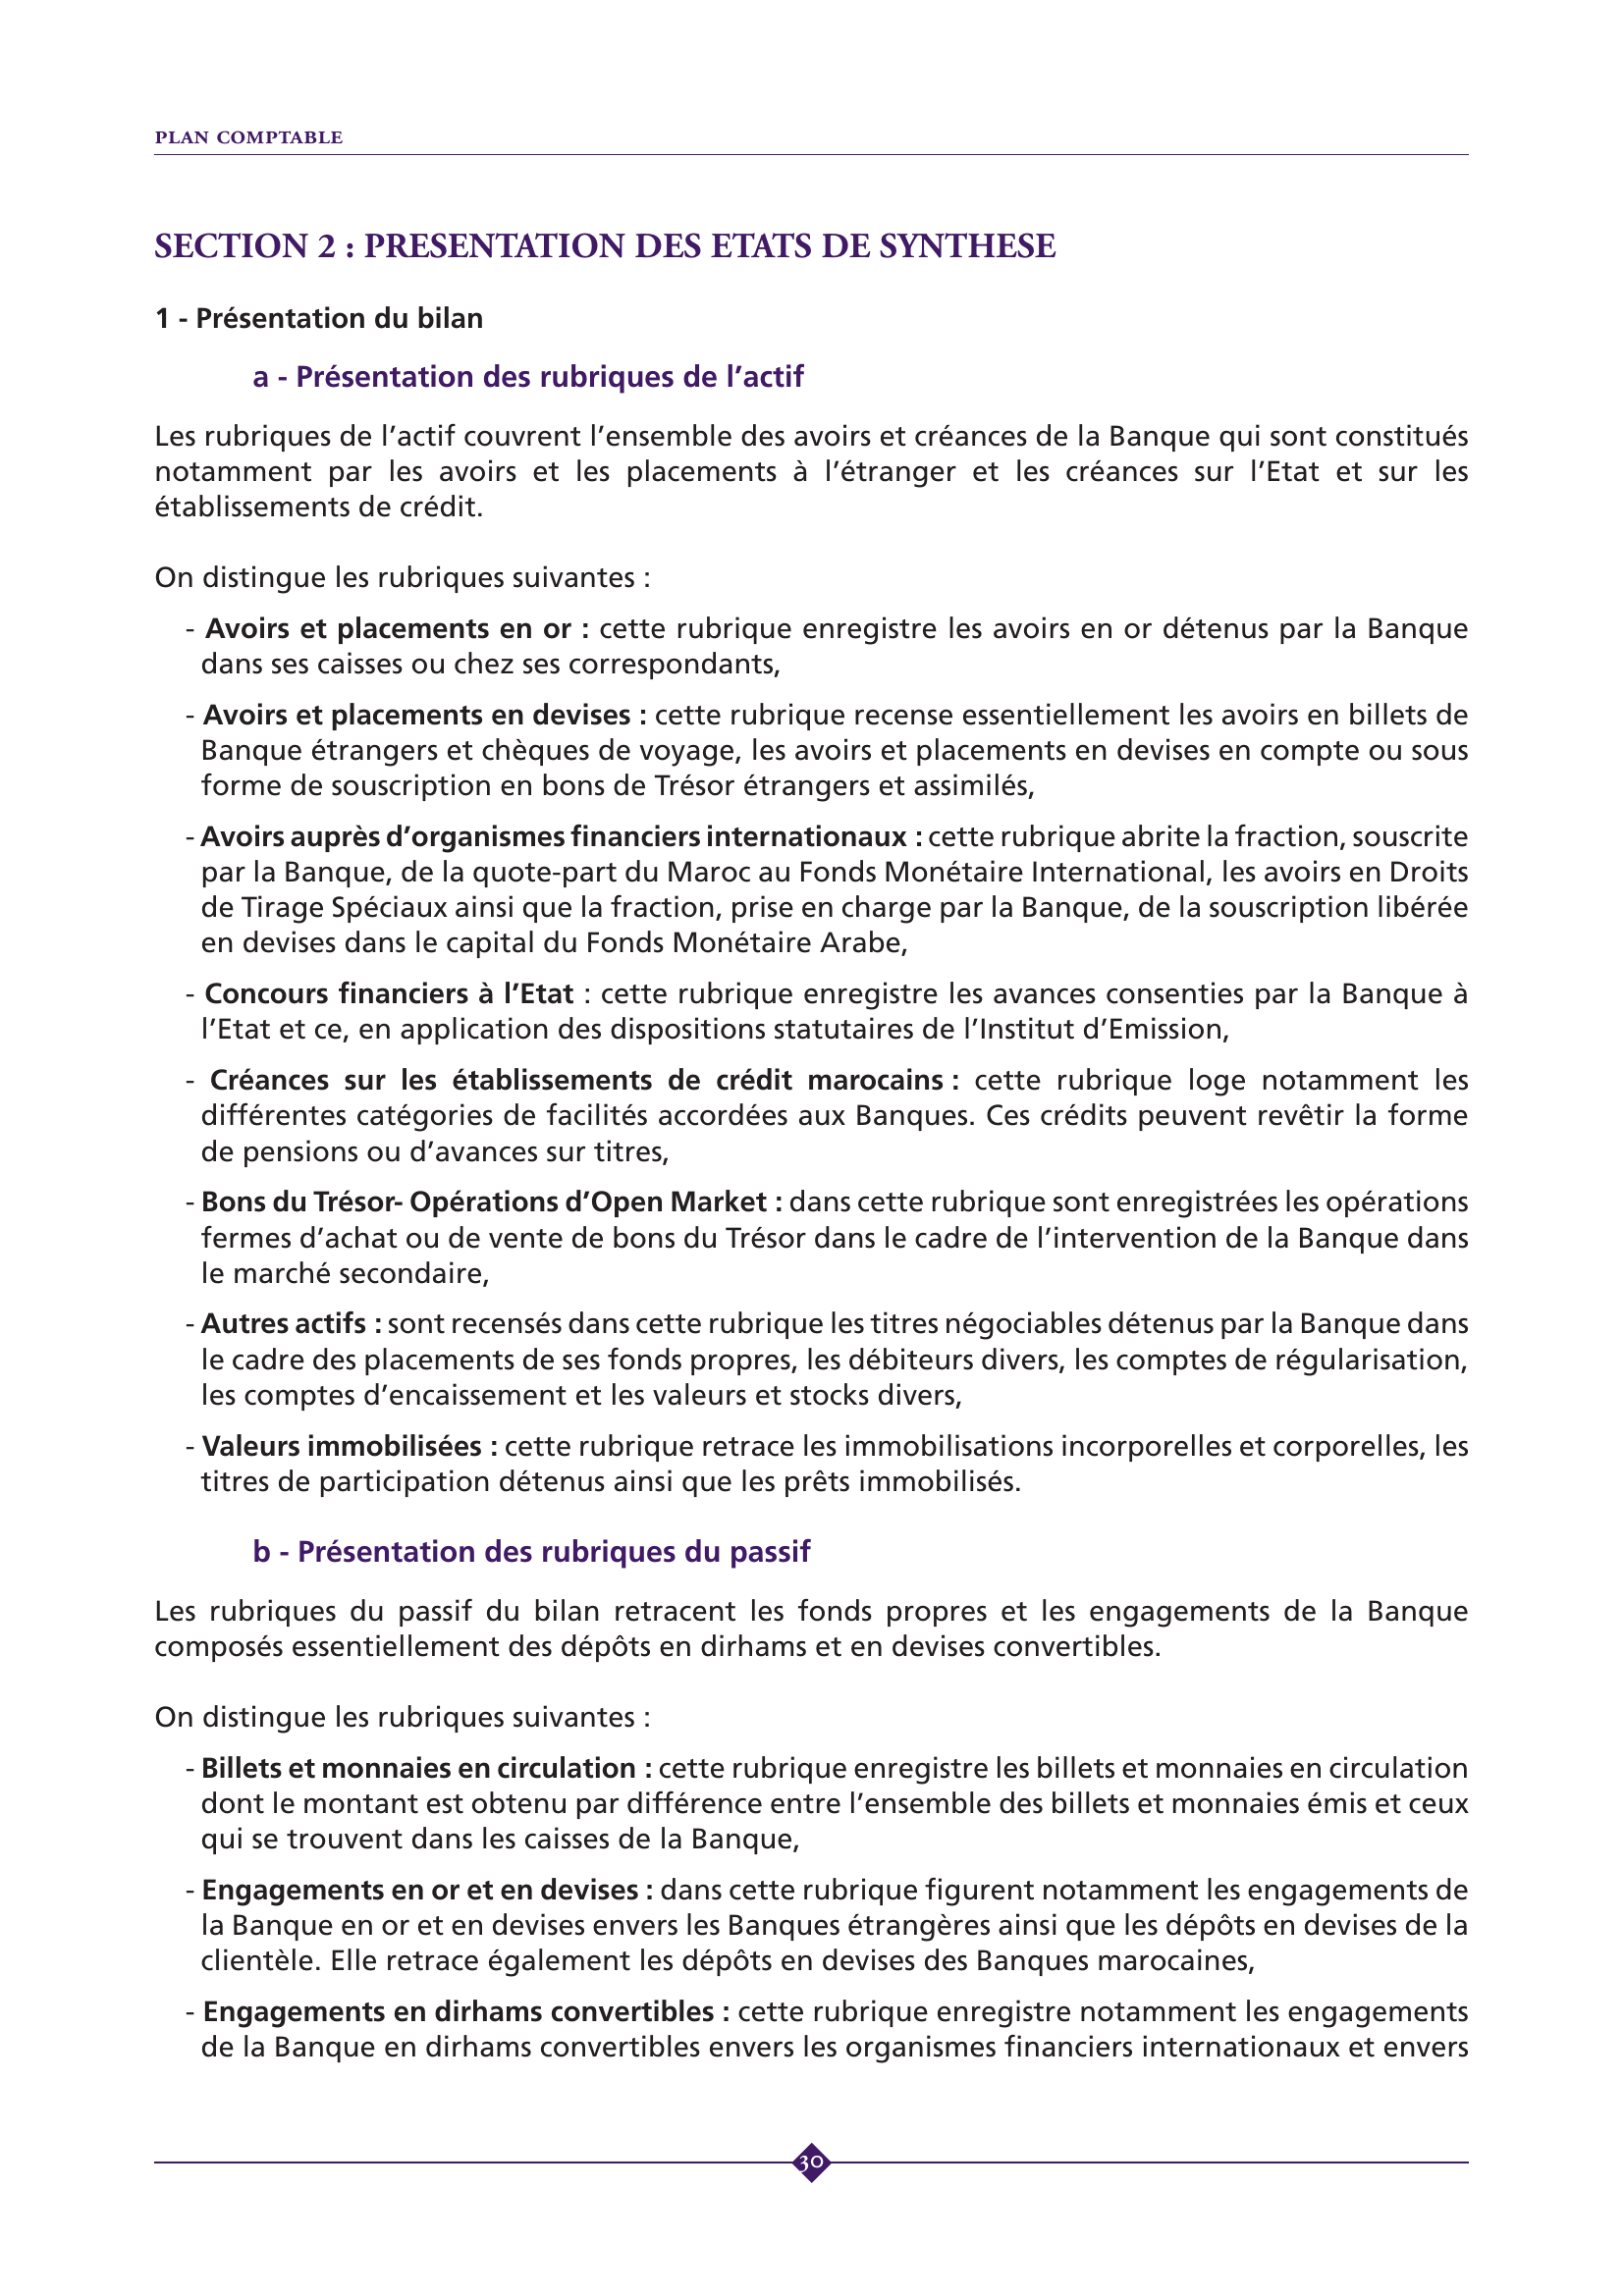 PLAN COMPTABLE
SECTION 2 : PRESENTATION DES ETATS DE SYNTHESE
1 - Présentation du bilan
a - Présentation des rubriques de l’actif
Les rubriques de l’actif couvrent l’ensemble des avoirs et créances de la Banque qui sont constitués
notamment par les avoirs et les placements à l’étranger et les créances sur l’Etat et sur les
établissements de crédit.
On distingue les rubriques suivantes :
- Avoirs et placements en or : cette rubrique enregistre les avoirs en or détenus par la Banque
dans ses caisses ou chez ses correspondants,
- Avoirs et placements en devises : cette rubrique recense essentiellement les avoirs en billets de
Banque étrangers et chèques de voyage, les avoirs et placements en devises en compte ou sous
forme de souscription en bons de Trésor étrangers et assimilés,
- Avoirs auprès d’organismes financiers internationaux : cette rubrique abrite la fraction, souscrite
par la Banque, de la quote-part du Maroc au Fonds Monétaire International, les avoirs en Droits
de Tirage Spéciaux ainsi que la fraction, prise en charge par la Banque, de la souscription libérée
en devises dans le capital du Fonds Monétaire Arabe,
- Concours financiers à l’Etat : cette rubrique enregistre les avances consenties par la Banque à
l’Etat et ce, en application des dispositions statutaires de l’Institut d’Emission,
- Créances sur les établissements de crédit marocains : cette rubrique loge notamment les
différentes catégories de facilités accordées aux Banques. Ces crédits peuvent revêtir la forme
de pensions ou d’avances sur titres,
- Bons du Trésor- Opérations d’Open Market : dans cette rubrique sont enregistrées les opérations
fermes d’achat ou de vente de bons du Trésor dans le cadre de l’intervention de la Banque dans
le marché secondaire,
- Autres actifs : sont recensés dans cette rubrique les titres négociables détenus par la Banque dans
le cadre des placements de ses fonds propres, les débiteurs divers, les comptes de régularisation,
les comptes d’encaissement et les valeurs et stocks divers,
- Valeurs immobilisées : cette rubrique retrace les immobilisations incorporelles et corporelles, les
titres de participation détenus ainsi que les prêts immobilisés.
b - Présentation des rubriques du passif
Les rubriques du passif du bilan retracent les fonds propres et les engagements de la Banque
composés essentiellement des dépôts en dirhams et en devises convertibles.
On distingue les rubriques suivantes :
- Billets et monnaies en circulation : cette rubrique enregistre les billets et monnaies en circulation
dont le montant est obtenu par différence entre l’ensemble des billets et monnaies émis et ceux
qui se trouvent dans les caisses de la Banque,
- Engagements en or et en devises : dans cette rubrique figurent notamment les engagements de
la Banque en or et en devises envers les Banques étrangères ainsi que les dépôts en devises de la
clientèle. Elle retrace également les dépôts en devises des Banques marocaines,
- Engagements en dirhams convertibles : cette rubrique enregistre notamment les engagements
de la Banque en dirhams convertibles envers les organismes financiers internationaux et envers
30